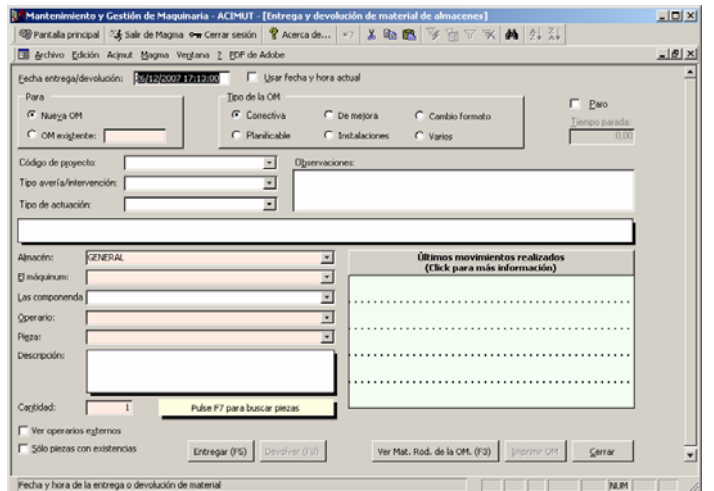 Mantenimiento y Gestión de Maquinaria - ACIMUT - [Entrega y devolución de material de almacenes]
Pantalla principal Salir de Magma Cerrar sesión Acerca de...
Archivo Edición Acimut Magma Ventana ? PDF de Adobe
Fecha entrega/devolución: 26/12/2007 17:13:00 Usar fecha y hora actual
Para Tipo de la OM
Nueva OM Correctiva De mejora Cambio formato Paro
OM existente: Planificable Instalaciones Varios Tiempo parada:
0,00
Código de proyecto: Observaciones:
Tipo avería/intervención:
Tipo de actuación:
Almacén: GENERAL Últimos movimientos realizados
(Click para más información)
El máquinum:
Las componenda
Operario:
Pieza:
Descripción:
Cantidad: 1 Pulse F7 para buscar piezas
Ver operarios externos
Sólo piezas con existencias Entregar (F5) Ver Mat. Rod. de la OM. (F3) Imprimir OM Cerrar
Fecha y hora de la entrega o devolución de material NUM